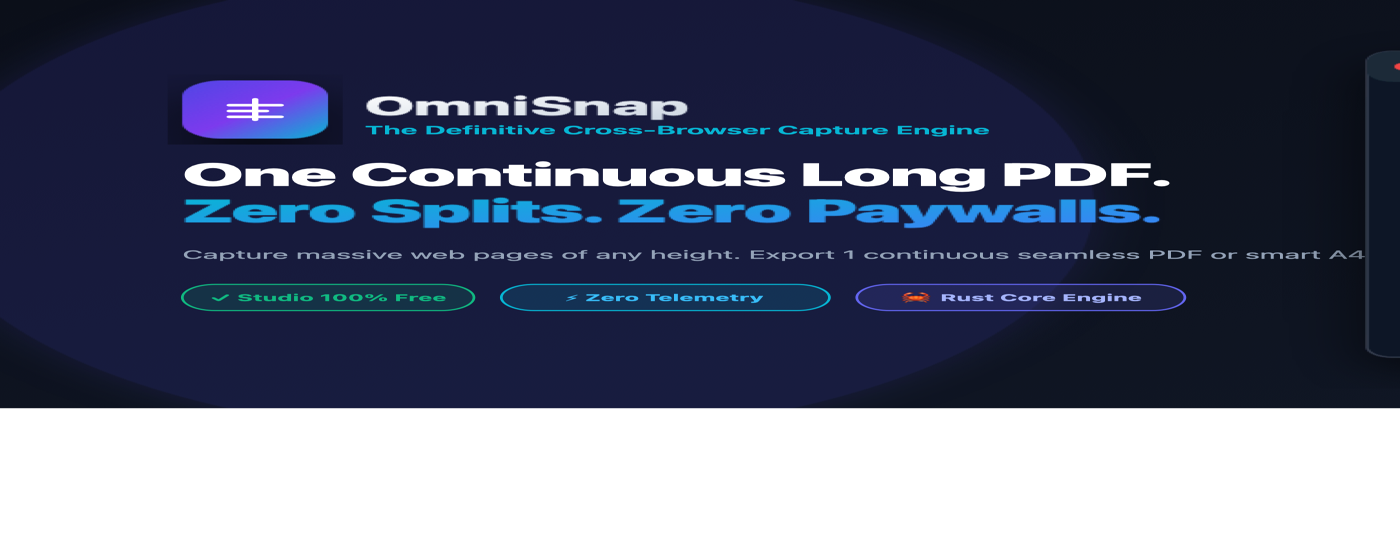 OmniSnap
The Definitive Cross-Browser Capture Engine
One Continuous Long PDF.
Zero Splits. Zero Paywalls.
Capture massive web pages of any height. Export 1 continuous seamless PDF or smart A4
✓ Studio 100% Free
⚡ Zero Telemetry
🦀 Rust Core Engine